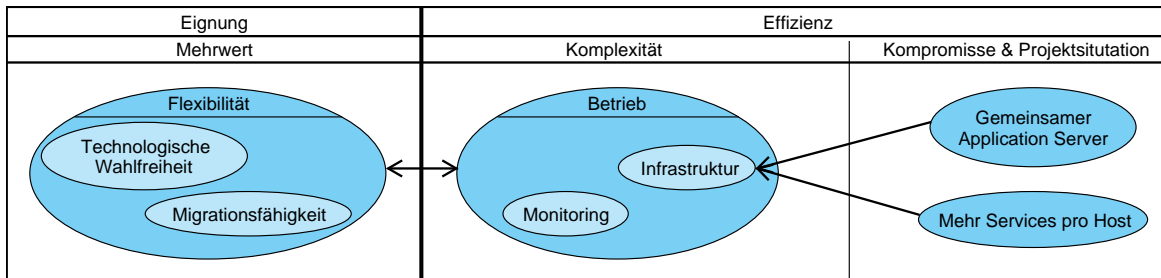 Eignung
Effizienz
Mehrwert
Komplexität
Kompromisse & Projektsitutation
Flexibilität
Technologische
Wahlfreiheit
Migrationsfähigkeit
Betrieb
Infrastruktur
Monitoring
Gemeinsamer
Application Server
Mehr Services pro Host